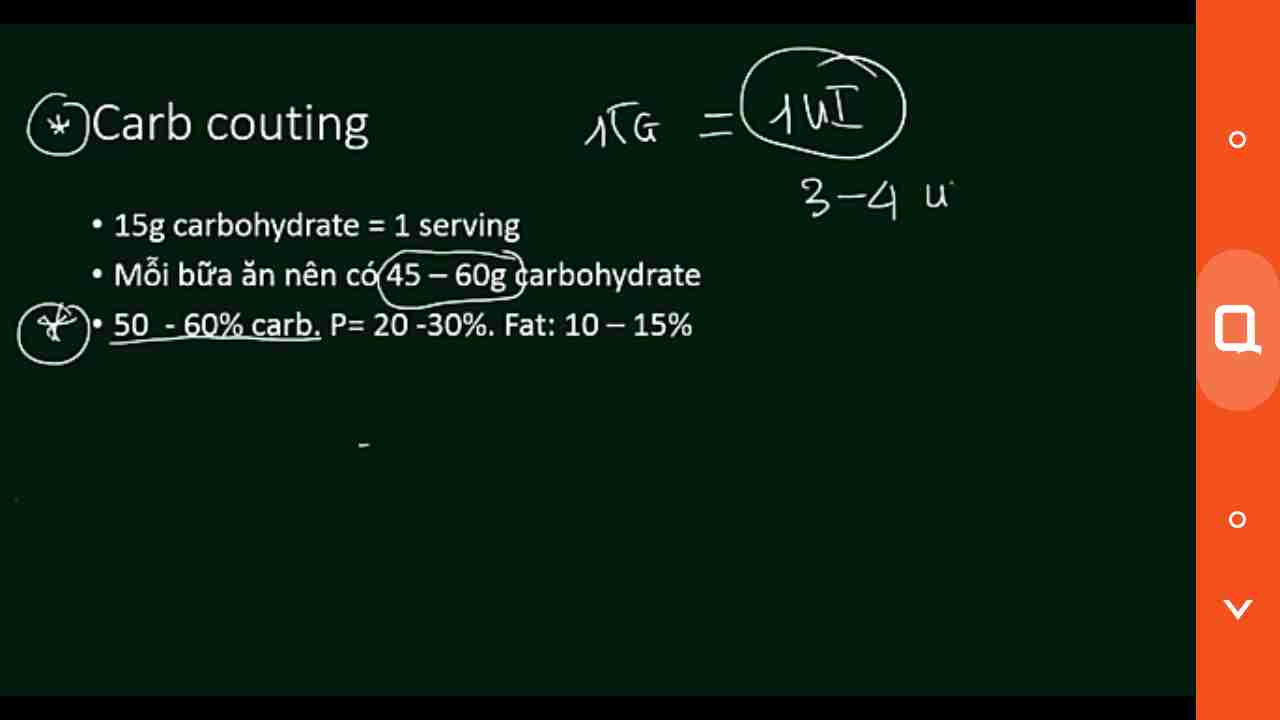 * Carb couting
1TG = 1UI
3-4 u
• 15g carbohydrate = 1 serving
• Mỗi bữa ăn nên có 45 – 60g carbohydrate
* • 50 - 60% carb. P= 20 -30%. Fat: 10 – 15%